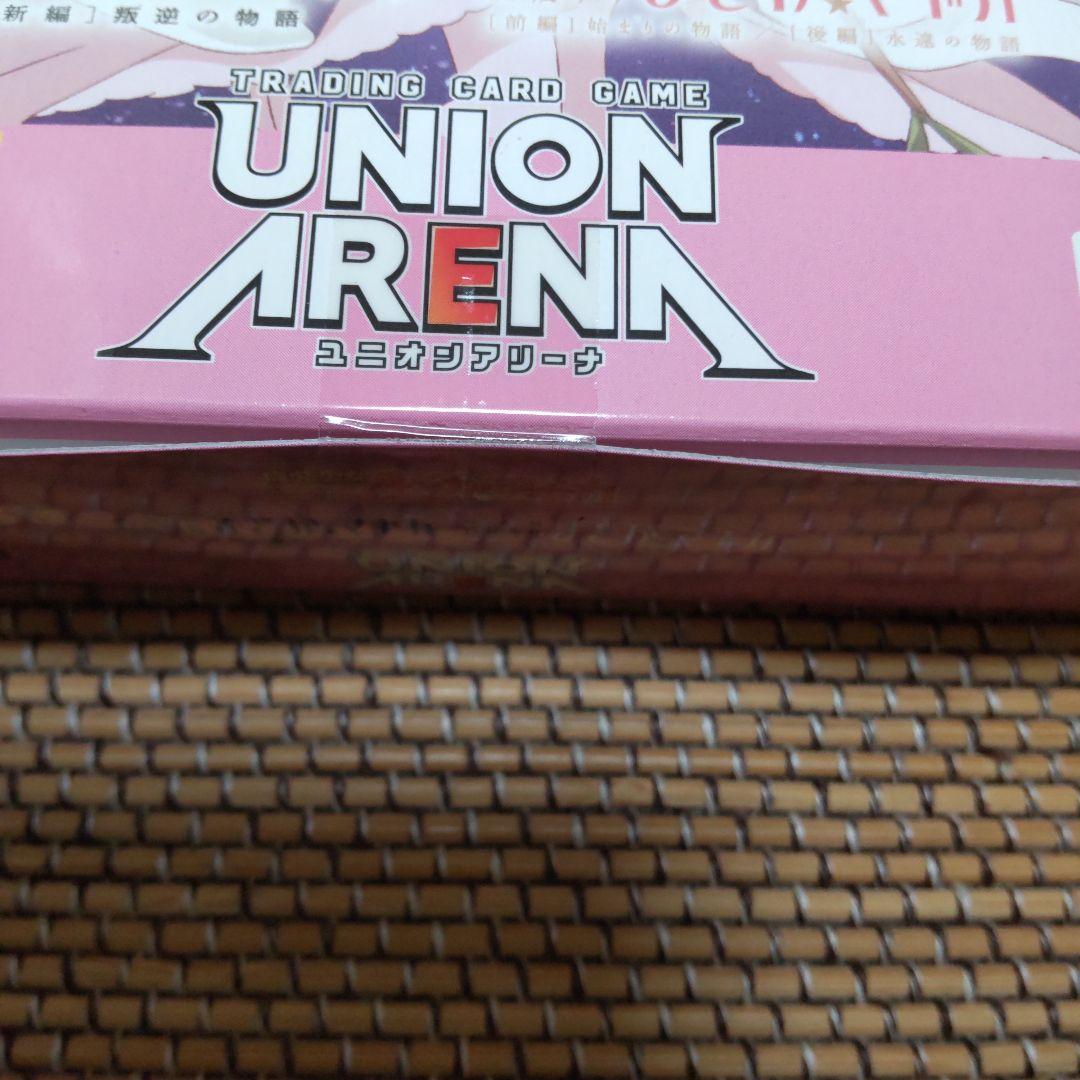 新編］叛逆の物語
［前編］始まりの物語／［後編］永遠の物語
TRADING CARD GAME
UNION
ARENA
ユニオンアリーナ